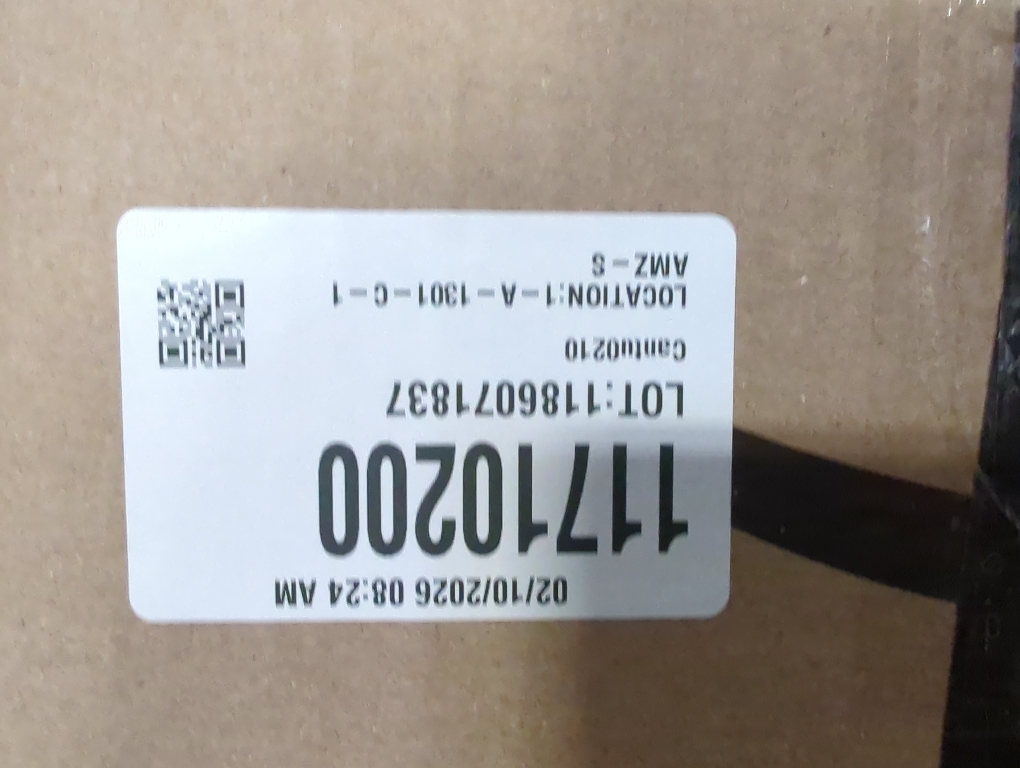 02/10/2026 08:24 AM
11710200
LOT:1186071837
Cantu0210
LOCATION:1-A-1301-C-1
AMZ-S